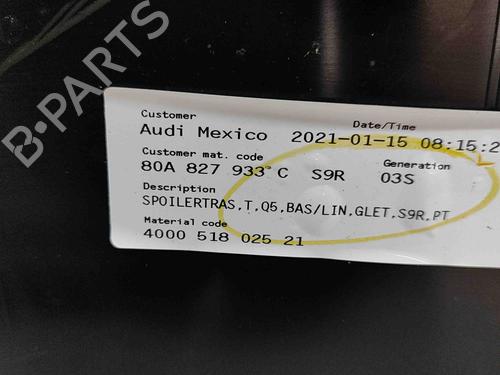 B-PARTS
Customer Date/Time
Audi Mexico 2021-01-15 08:15:2
Customer mat. code Generation
80A 827 933 C S9R 03S
Description
SPOILERTRAS,T,Q5,BAS/LIN,GLET,S9R,PT
Material code
4000 518 025 21